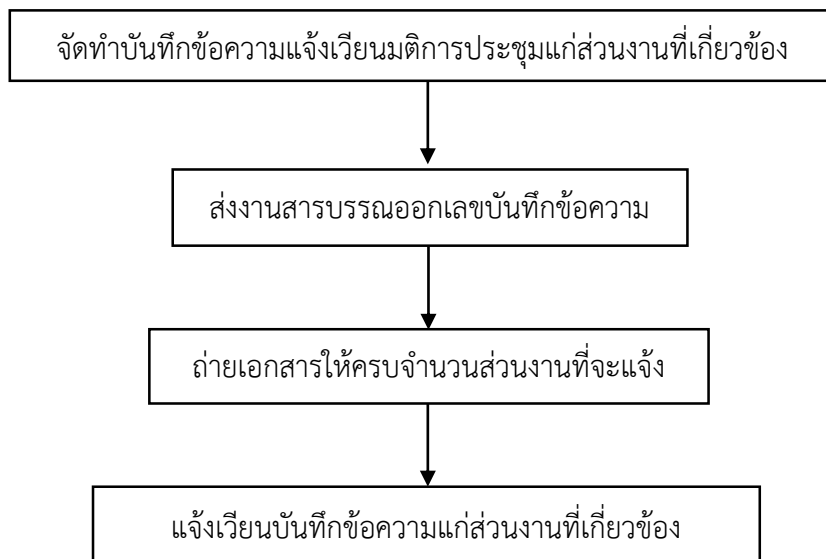 จัดทำบันทึกข้อความแจ้งเวียนมติการประชุมแก่ส่วนงานที่เกี่ยวข้อง
ส่งงานสารบรรณออกเลขบันทึกข้อความ
ถ่ายเอกสารให้ครบจำนวนส่วนงานที่จะแจ้ง
แจ้งเวียนบันทึกข้อความแก่ส่วนงานที่เกี่ยวข้อง